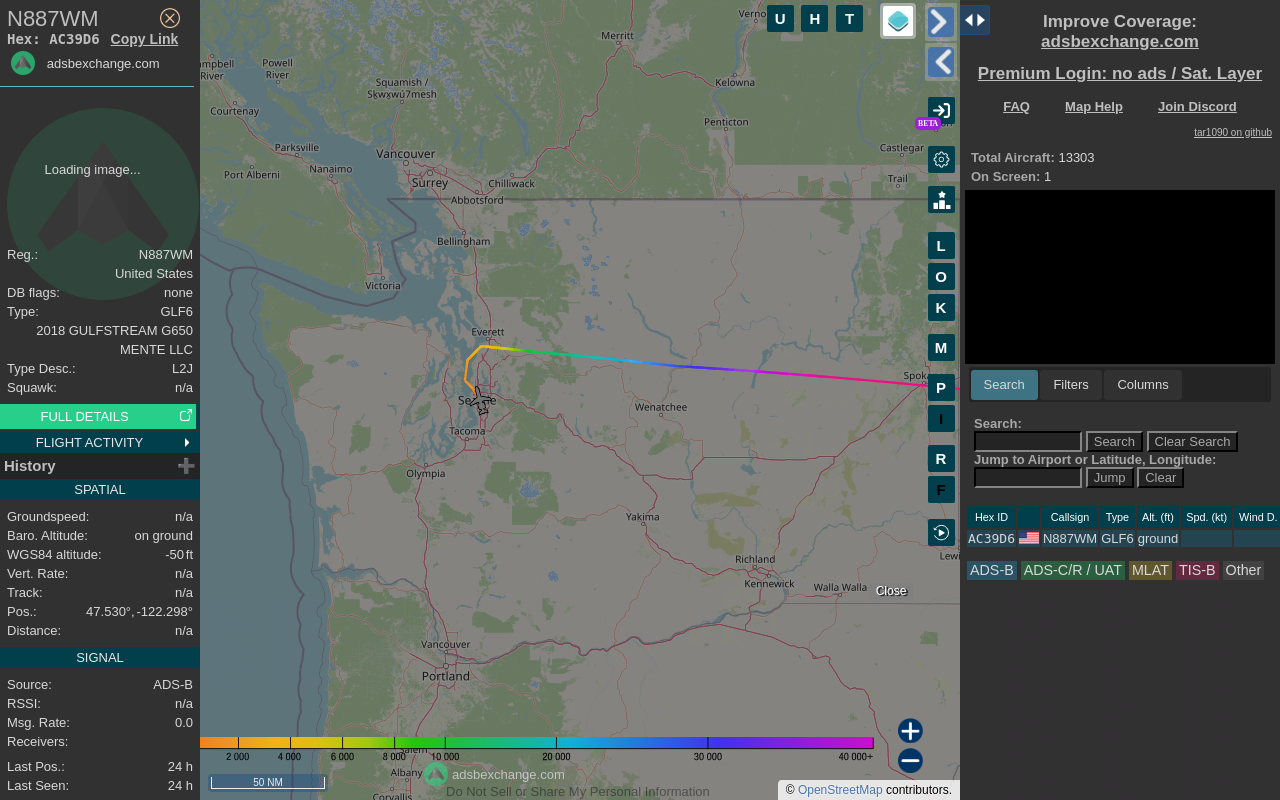 N887WM
Hex: AC39D6 Copy Link
adsbexchange.com
Loading image...
Reg.: N887WM
United States
DB flags: none
Type: GLF6
2018 GULFSTREAM G650
MENTE LLC
Type Desc.: L2J
Squawk: n/a
FULL DETAILS
FLIGHT ACTIVITY
History
SPATIAL
Groundspeed: n/a
Baro. Altitude: on ground
WGS84 altitude: -50 ft
Vert. Rate: n/a
Track: n/a
Pos.: 47.530°, -122.298°
Distance: n/a
SIGNAL
Source: ADS-B
RSSI: n/a
Msg. Rate: 0.0
Receivers:
Last Pos.: 24 h
Last Seen: 24 h
Merritt
Powell
River
River
Squamish /
Sḵwx̱wú7mesh
Kelowna
Courtenay
Penticton
Parksville
Vancouver
Castlegar
Port Alberni
Nanaimo
Surrey
Chilliwack
Trail
Abbotsford
Bellingham
Victoria
Everett
Wenatchee
Tacoma
Olympia
Yakima
Richland
Kennewick
Walla Walla
Close
Vancouver
Portland
Albany
Corvallis
U H T
BETA
L
O
K
M
P
I
R
F
2 000 4 000 6 000 8 000 10 000 20 000 30 000 40 000+
50 NM
adsbexchange.com
Do Not Sell or Share My Personal Information
© OpenStreetMap contributors.
Improve Coverage:
adsbexchange.com
Premium Login: no ads / Sat. Layer
FAQ Map Help Join Discord
tar1090 on github
Total Aircraft: 13303
On Screen: 1
Search Filters Columns
Search:
Search Clear Search
Jump to Airport or Latitude, Longitude:
Jump Clear
Hex ID Callsign Type Alt. (ft) Spd. (kt) Wind D.
AC39D6 N887WM GLF6 ground
ADS-B ADS-C/R / UAT MLAT TIS-B Other